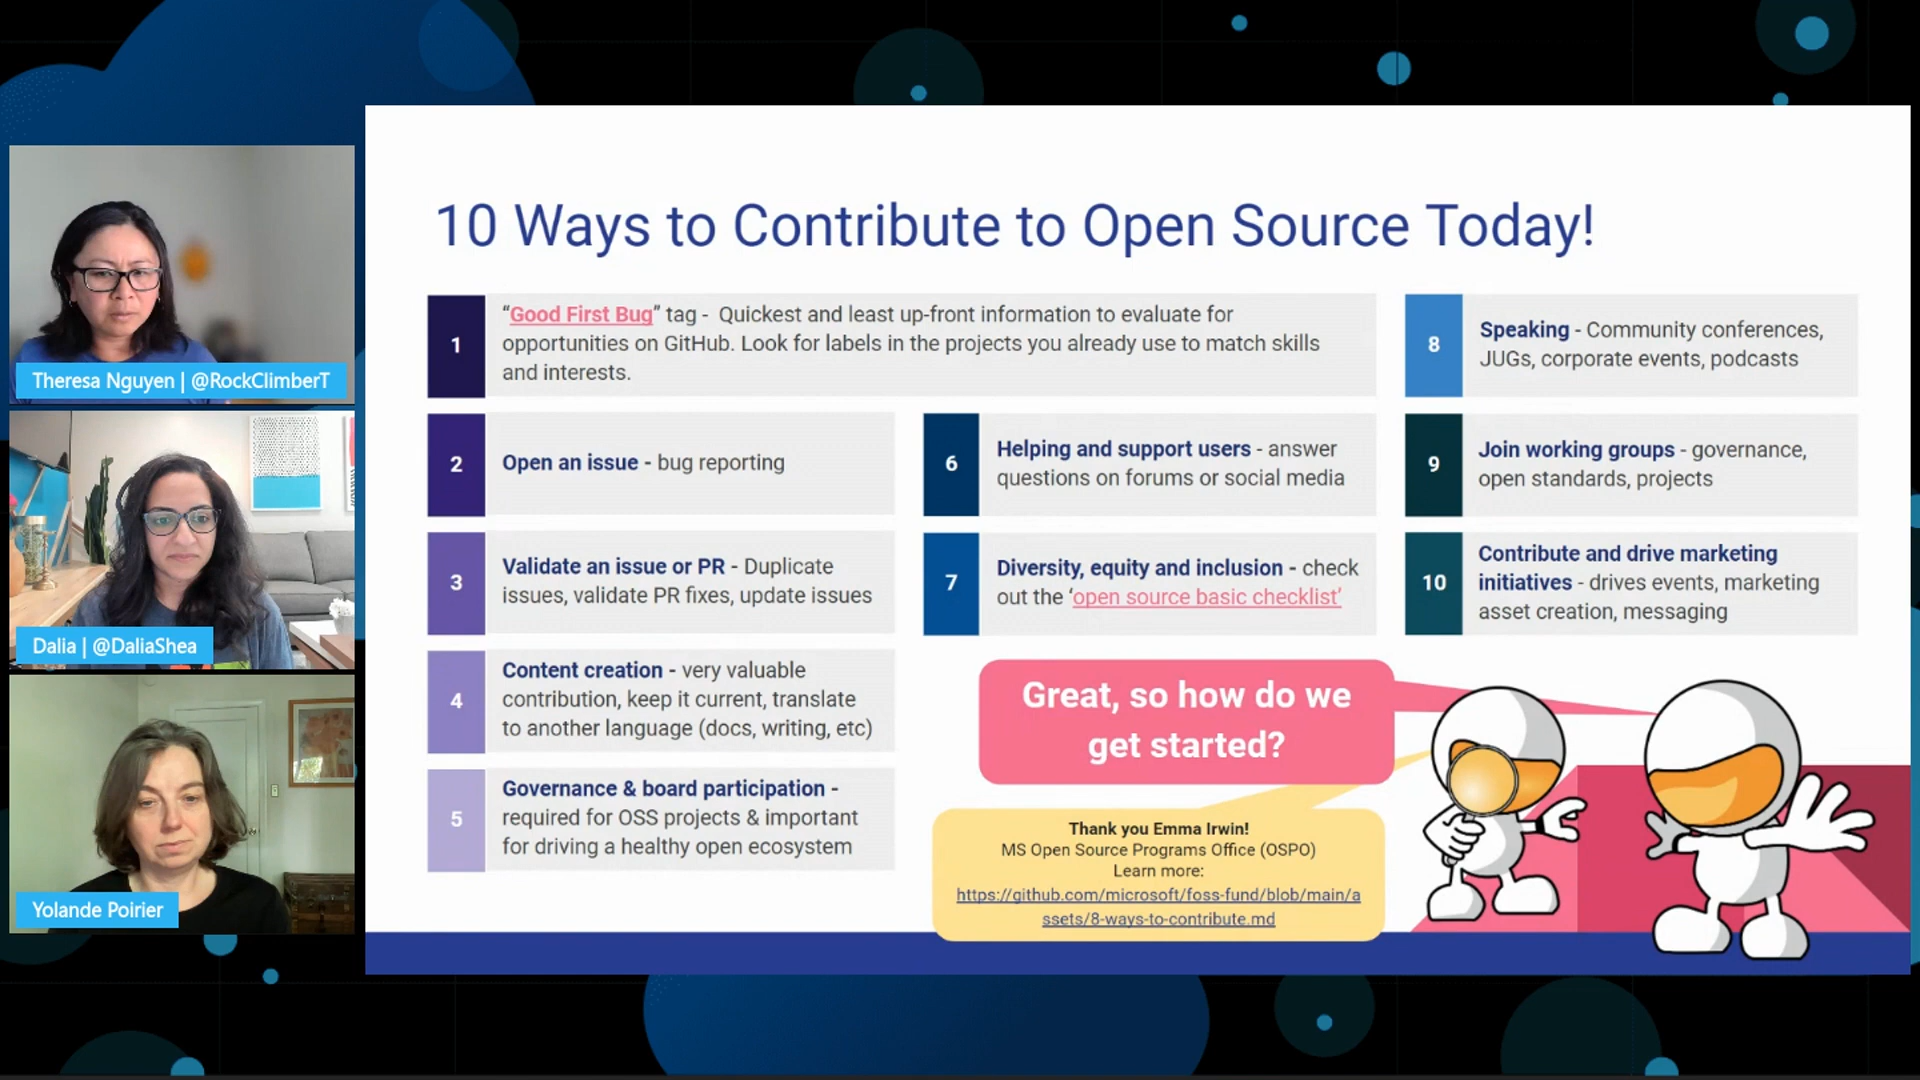 Theresa Nguyen | @RockClimberT
Dalia | @DaliaShea
Yolande Poirier
10 Ways to Contribute to Open Source Today!
1
“Good First Bug” tag - Quickest and least up-front information to evaluate for
opportunities on GitHub. Look for labels in the projects you already use to match skills
and interests.
2
Open an issue - bug reporting
3
Validate an issue or PR - Duplicate
issues, validate PR fixes, update issues
4
Content creation - very valuable
contribution, keep it current, translate
to another language (docs, writing, etc)
5
Governance & board participation -
required for OSS projects & important
for driving a healthy open ecosystem
6
Helping and support users - answer
questions on forums or social media
7
Diversity, equity and inclusion - check
out the ‘open source basic checklist’
8
Speaking - Community conferences,
JUGs, corporate events, podcasts
9
Join working groups - governance,
open standards, projects
10
Contribute and drive marketing
initiatives - drives events, marketing
asset creation, messaging
Great, so how do we
get started?
Thank you Emma Irwin!
MS Open Source Programs Office (OSPO)
Learn more:
https://github.com/microsoft/foss-fund/blob/main/a
ssets/8-ways-to-contribute.md